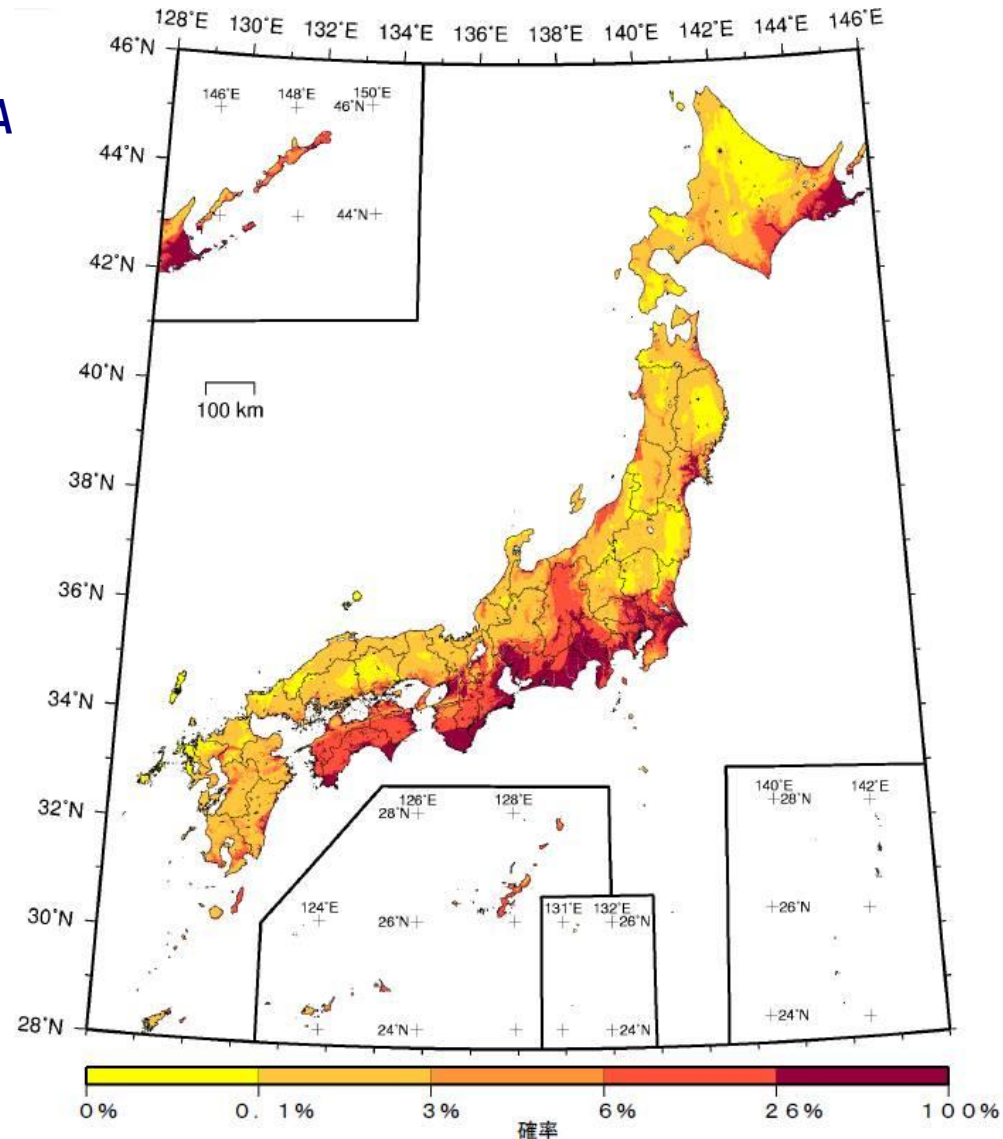 128°E 130°E 132°E 134°E 136°E 138°E 140°E 142°E 144°E 146°E
46°N
A
146°E 148°E 150°E
46°N
44°N
44°N
42°N
40°N
100 km
38°N
36°N
34°N
32°N
126°E 128°E
28°N
140°E 142°E
28°N
30°N
124°E
26°N
131°E 132°E
26°N
26°N
28°N
24°N
24°N
24°N
0% 0.1% 3% 6% 26% 100%
確率